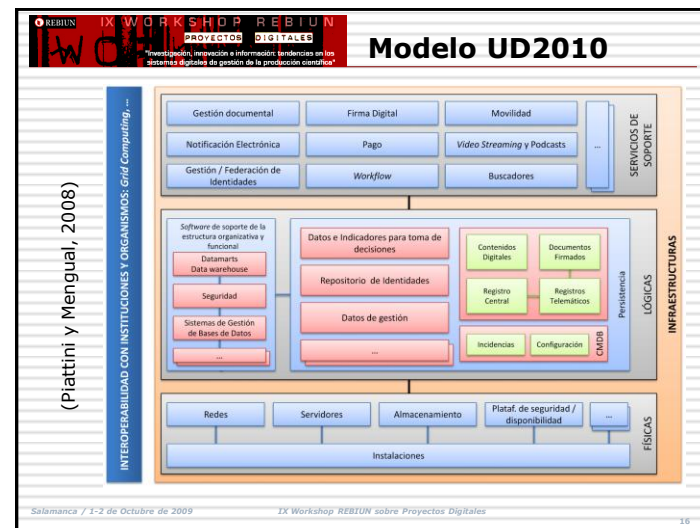 REBIUN
IX WORKSHOP REBIUN
PROYECTOS DIGITALES
"Investigación, innovación e información: tendencias en los
sistemas digitales de gestión de la producción científica"
Modelo UD2010
(Piattini y Mengual, 2008)
INTEROPERABILIDAD CON INSTITUCIONES Y ORGANISMOS: Grid Computing, ...
Gestión documental
Firma Digital
Movilidad
Notificación Electrónica
Pago
Video Streaming y Podcasts
Gestión / Federación de
Identidades
Workflow
Buscadores
...
SERVICIOS DE
SOPORTE
Software de soporte de la
estructura organizativa y
funcional
Datamarts
Data warehouse
Seguridad
Sistemas de Gestión
de Bases de Datos
...
Datos e Indicadores para toma de
decisiones
Repositorio de Identidades
Datos de gestión
...
Contenidos
Digitales
Documentos
Firmados
Registro
Central
Registros
Telemáticos
Incidencias
Configuración
CMDB
Persistencia
LÓGICAS
INFRAESTRUCTURAS
Redes
Servidores
Almacenamiento
Plataf. de seguridad /
disponibilidad
...
Instalaciones
FÍSICAS
Salamanca / 1-2 de Octubre de 2009
IX Workshop REBIUN sobre Proyectos Digitales
16